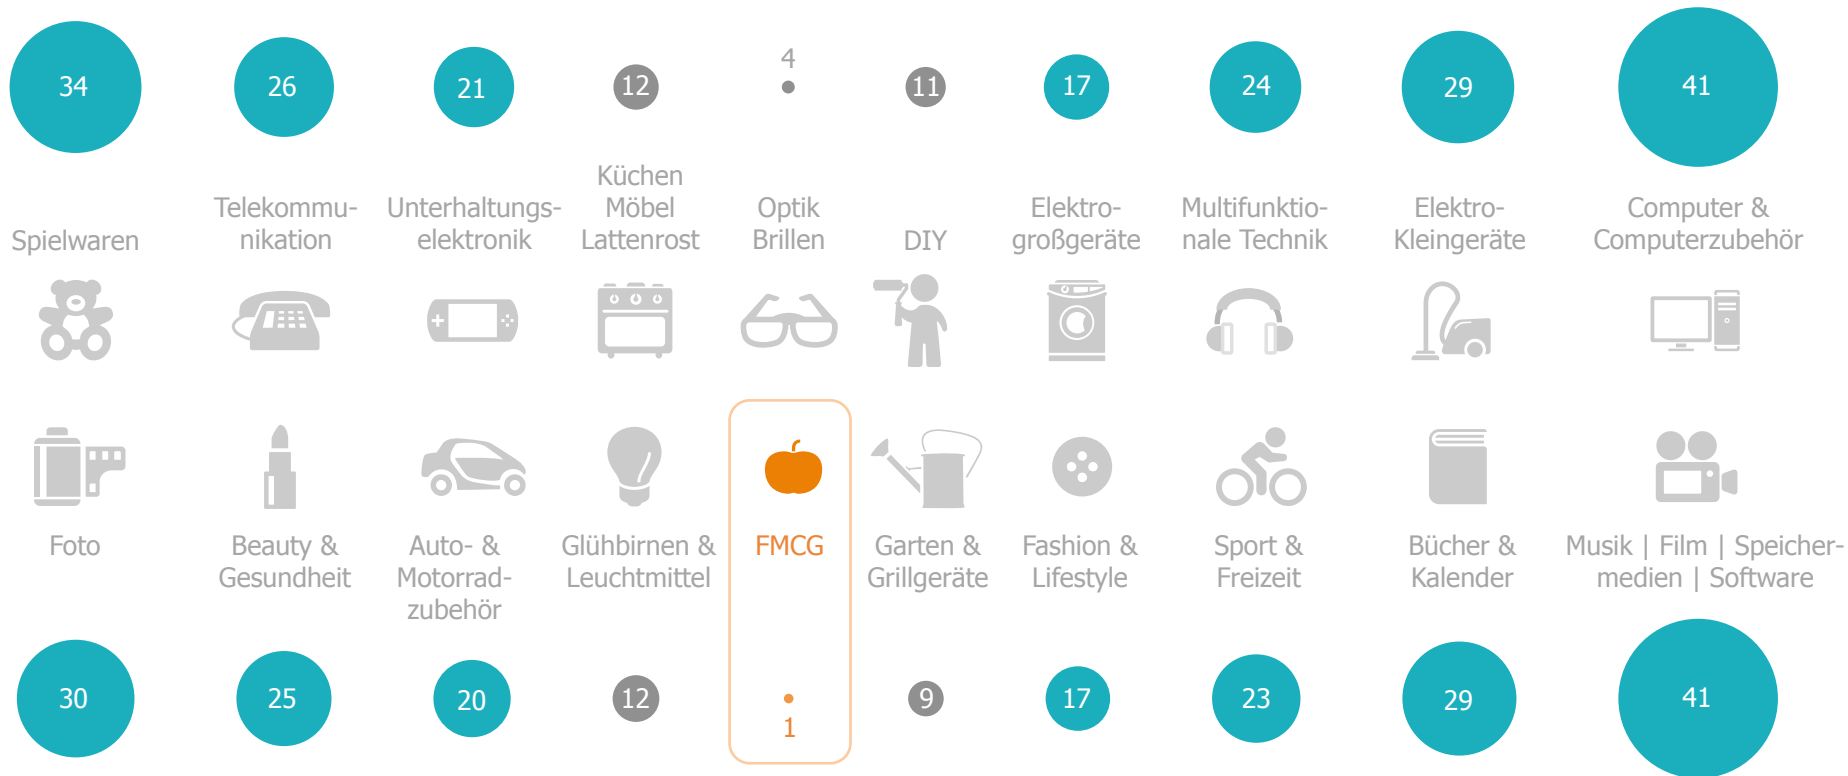 34
26
21
12
4
11
17
24
29
41
Spielwaren
Telekommu-
nikation
Unterhaltungs-
elektronik
Küchen
Möbel
Lattenrost
Optik
Brillen
DIY
Elektro-
großgeräte
Multifunktio-
nale Technik
Elektro-
Kleingeräte
Computer &
Computerzubehör
Foto
Beauty &
Gesundheit
Auto- &
Motorrad-
zubehör
Glühbirnen &
Leuchtmittel
FMCG
Garten &
Grillgeräte
Fashion &
Lifestyle
Sport &
Freizeit
Bücher &
Kalender
Musik | Film | Speicher-
medien | Software
30
25
20
12
1
9
17
23
29
41